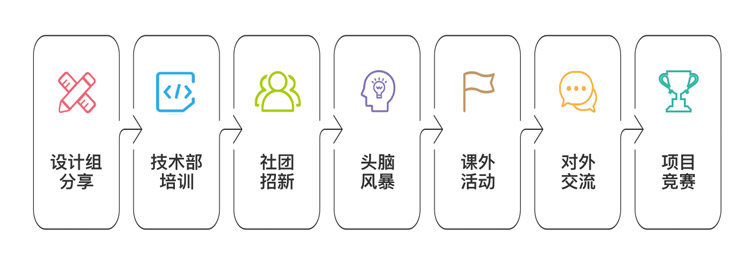 设计组
分享
技术部
培训
社团
招新
头脑
风暴
课外
活动
对外
交流
项目
竞赛